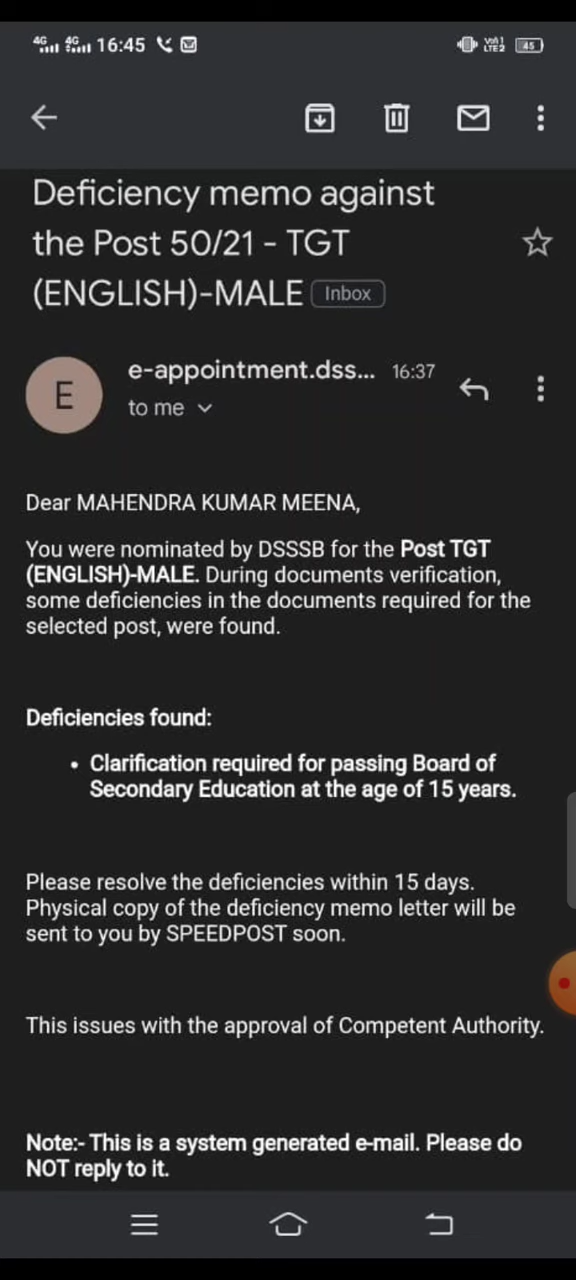 4G 4G 16:45 VoJ1 LTE2 45
Deficiency memo against
the Post 50/21 - TGT
(ENGLISH)-MALE Inbox
E e-appointment.dss... 16:37
to me
Dear MAHENDRA KUMAR MEENA,
You were nominated by DSSSB for the Post TGT
(ENGLISH)-MALE. During documents verification,
some deficiencies in the documents required for the
selected post, were found.
Deficiencies found:
• Clarification required for passing Board of
Secondary Education at the age of 15 years.
Please resolve the deficiencies within 15 days.
Physical copy of the deficiency memo letter will be
sent to you by SPEEDPOST soon.
This issues with the approval of Competent Authority.
Note:- This is a system generated e-mail. Please do
NOT reply to it.